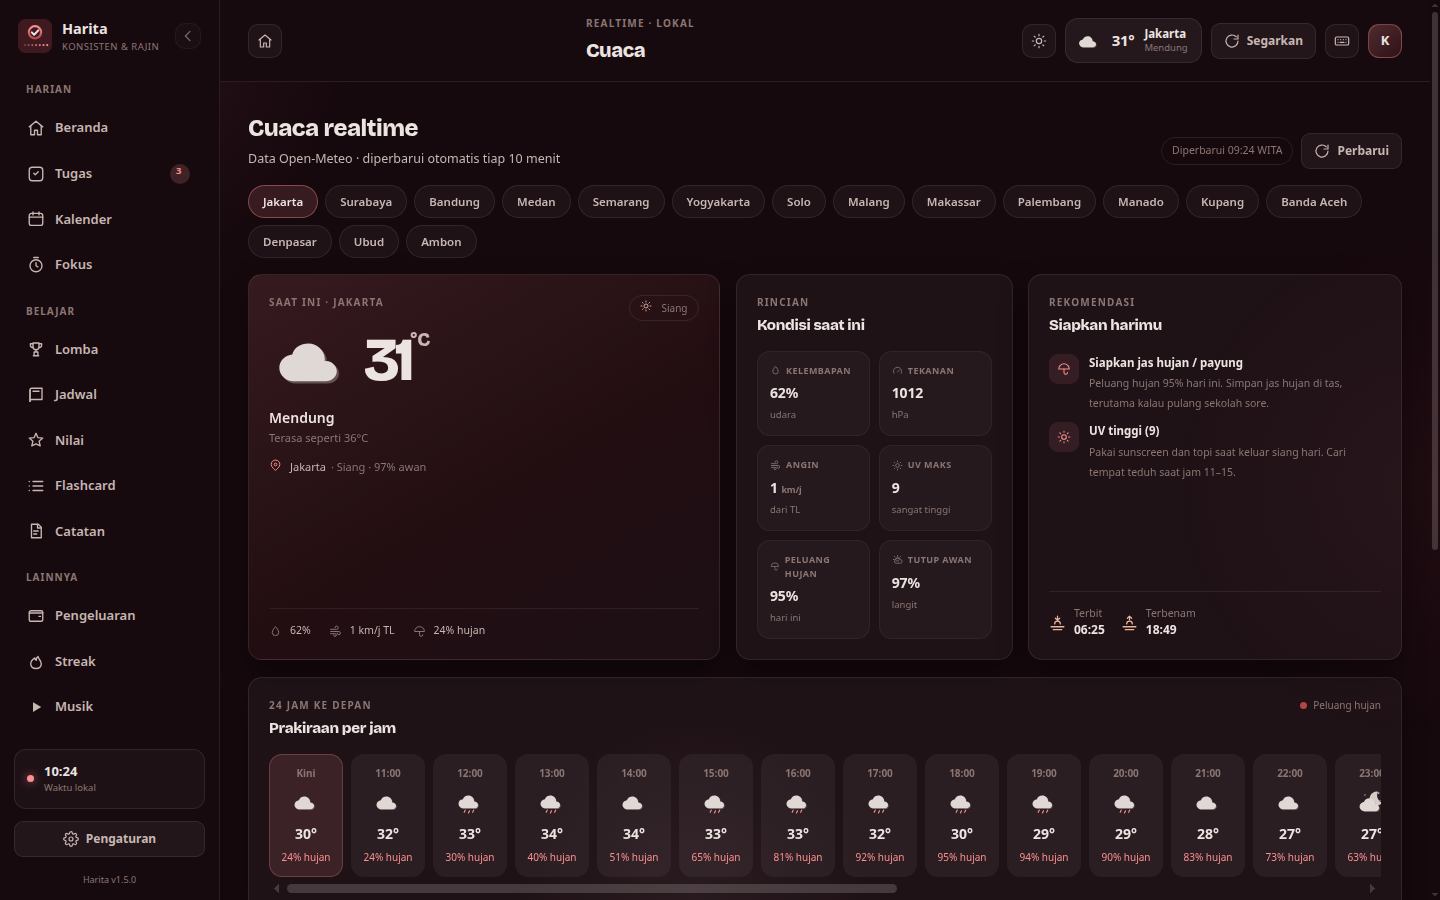 Harita
KONSISTEN & RAJIN
HARIAN
Beranda
Tugas
3
Kalender
Fokus
BELAJAR
Lomba
Jadwal
Nilai
Flashcard
Catatan
LAINNYA
Pengeluaran
Streak
Musik
10:24
Waktu lokal
Pengaturan
Harita v1.5.0
REALTIME · LOKAL
Cuaca
31°
Jakarta
Mendung
Segarkan
K
Cuaca realtime
Data Open-Meteo · diperbarui otomatis tiap 10 menit
Diperbarui 09:24 WITA
Perbarui
Jakarta
Surabaya
Bandung
Medan
Semarang
Yogyakarta
Solo
Malang
Makassar
Palembang
Manado
Kupang
Banda Aceh
Denpasar
Ubud
Ambon
SAAT INI · JAKARTA
Siang
31°C
Mendung
Terasa seperti 36°C
Jakarta · Siang · 97% awan
62%
1 km/j TL
24% hujan
RINCIAN
Kondisi saat ini
KELEMBAPAN
62%
udara
TEKANAN
1012
hPa
ANGIN
1 km/j
dari TL
UV MAKS
9
sangat tinggi
PELUANG
HUJAN
95%
hari ini
TUTUP AWAN
97%
langit
REKOMENDASI
Siapkan harimu
Siapkan jas hujan / payung
Peluang hujan 95% hari ini. Simpan jas hujan di tas,
terutama kalau pulang sekolah sore.
UV tinggi (9)
Pakai sunscreen dan topi saat keluar siang hari. Cari
tempat teduh saat jam 11–15.
Terbit
06:25
Terbenam
18:49
24 JAM KE DEPAN
Prakiraan per jam
Peluang hujan
Kini
30°
24% hujan
11:00
32°
24% hujan
12:00
33°
30% hujan
13:00
34°
40% hujan
14:00
34°
51% hujan
15:00
33°
65% hujan
16:00
33°
81% hujan
17:00
32°
92% hujan
18:00
30°
95% hujan
19:00
29°
94% hujan
20:00
29°
90% hujan
21:00
28°
83% hujan
22:00
27°
73% hujan
23:00
27°
63% hu